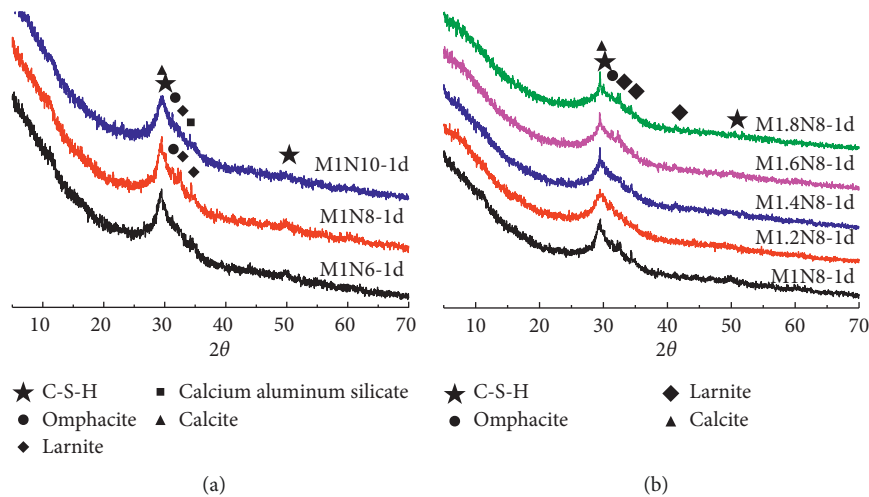 M1N10-1d
M1N8-1d
M1N6-1d
10 20 30 40 50 60 70
2θ
C-S-H
Calcium aluminum silicate
Omphacite
Calcite
Larnite
(a)
M1.8N8-1d
M1.6N8-1d
M1.4N8-1d
M1.2N8-1d
M1N8-1d
10 20 30 40 50 60 70
2θ
C-S-H
Larnite
Omphacite
Calcite
(b)